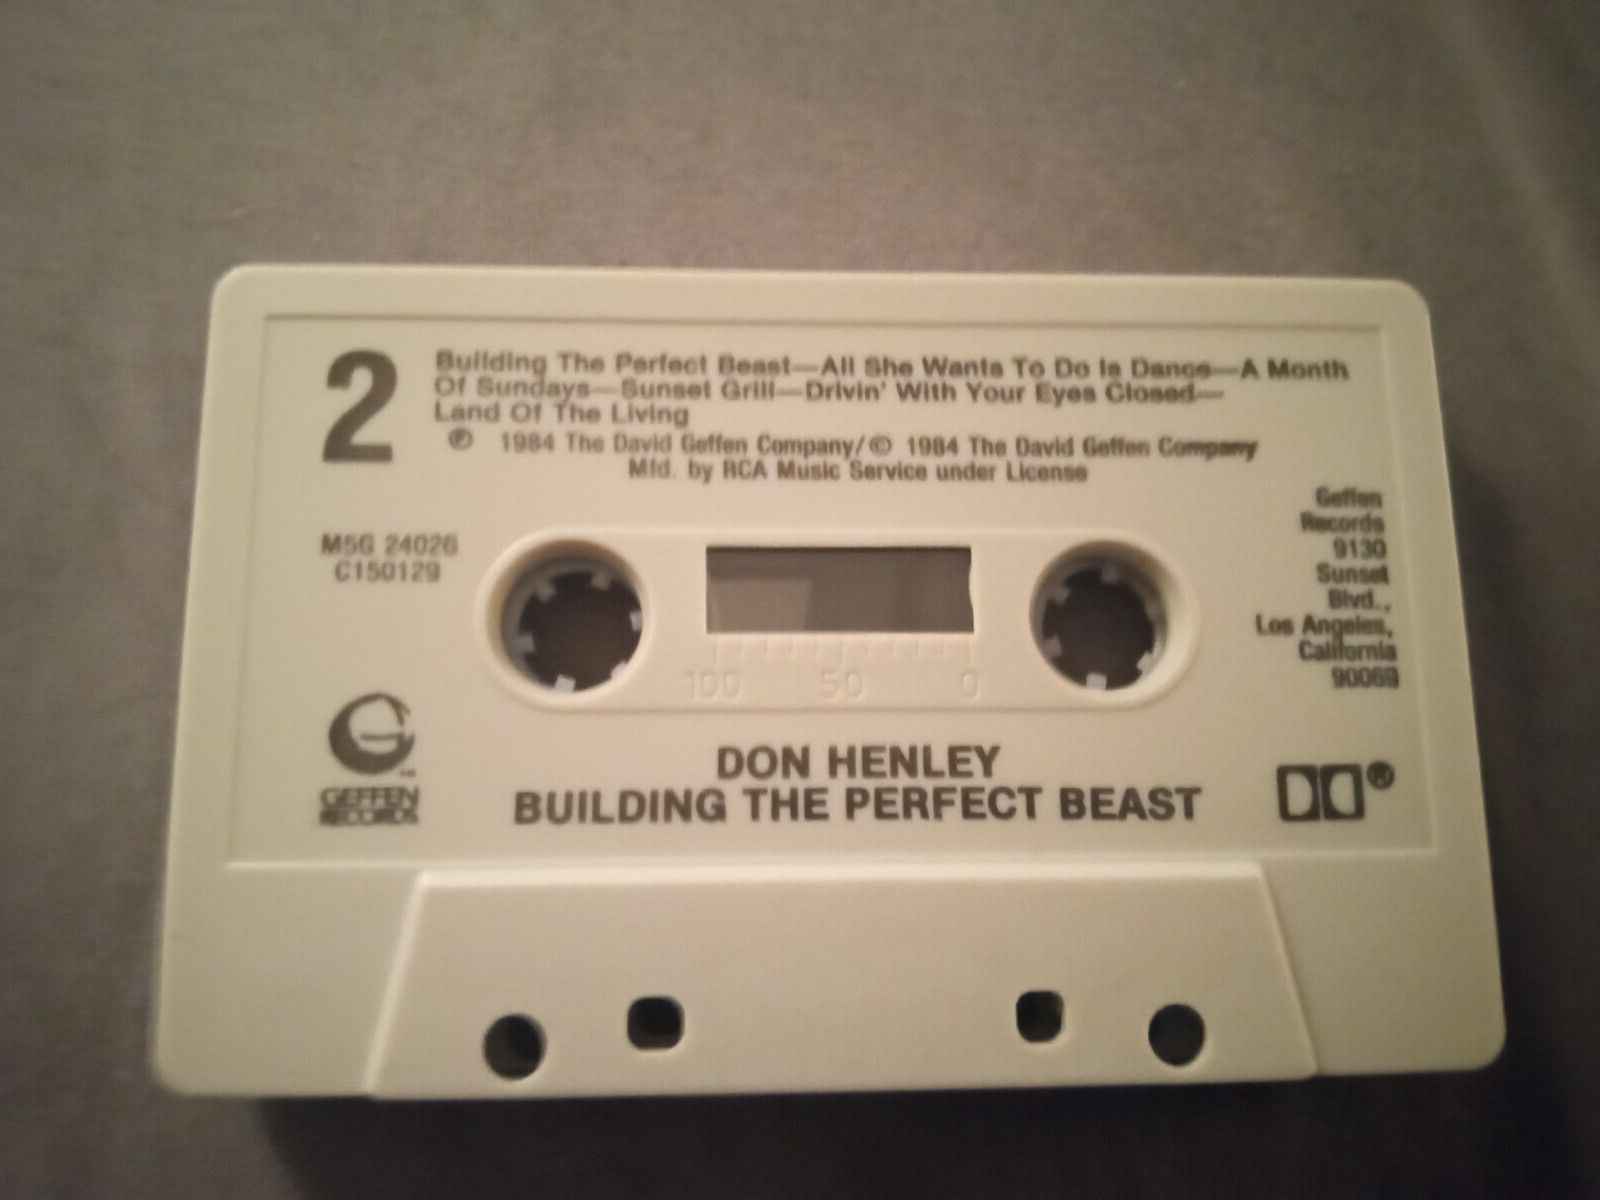 2
Building The Perfect Beast—All She Wants To Do Is Dance—A Month
Of Sundays—Sunset Grill—Drivin' With Your Eyes Closed—
Land Of The Living
℗ 1984 The David Geffen Company/© 1984 The David Geffen Company
Mfd. by RCA Music Service under License
M5G 24026
C150129
Geffen
Records
9130
Sunset
Blvd.,
Los Angeles,
California
90069
100 50 0
G™
GEFFEN
RECORDS
DON HENLEY
BUILDING THE PERFECT BEAST
®